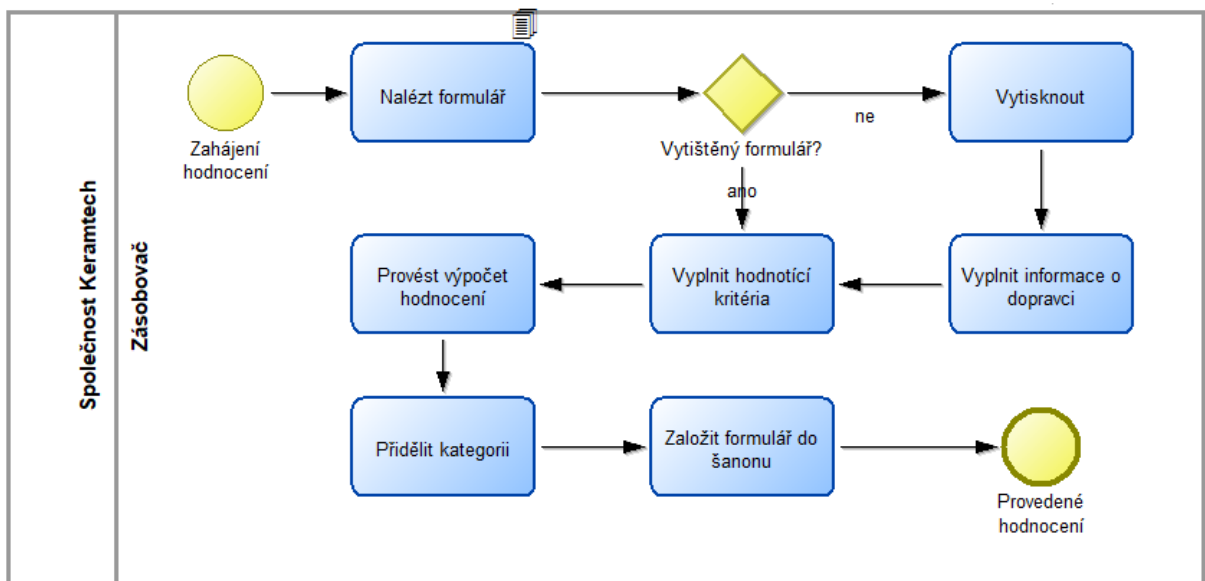 Společnost Keramtech
Zásobovač
Zahájení
hodnocení
Nalézt formulář
Vytištěný formulář?
ne
ano
Vytisknout
Vyplnit informace o
dopravci
Vyplnit hodnotící
kritéria
Provést výpočet
hodnocení
Přidělit kategorii
Založit formulář do
šanonu
Provedené
hodnocení